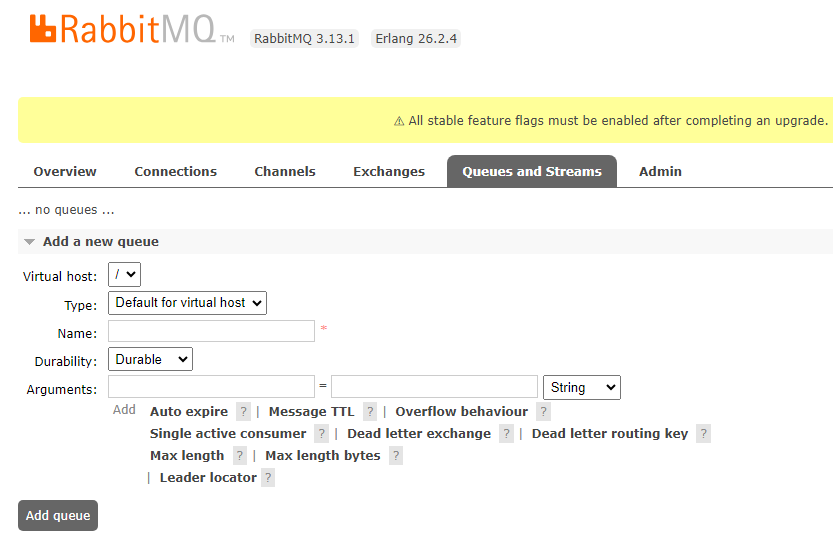 RabbitMQ TM RabbitMQ 3.13.1 Erlang 26.2.4
⚠ All stable feature flags must be enabled after completing an upgrade.
Overview Connections Channels Exchanges Queues and Streams Admin
... no queues ...
Add a new queue
Virtual host: /
Type: Default for virtual host
Name: *
Durability: Durable
Arguments: = String
Add Auto expire ? | Message TTL ? | Overflow behaviour ?
Single active consumer ? | Dead letter exchange ? | Dead letter routing key ?
Max length ? | Max length bytes ?
| Leader locator ?
Add queue